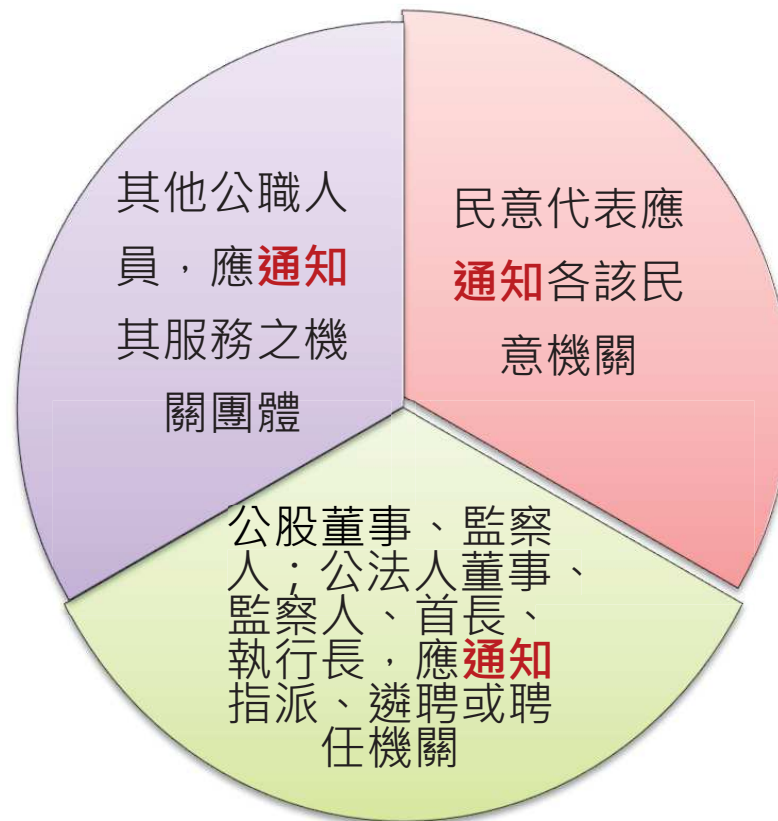 其他公職人
員，應通知
其服務之機
關團體
民意代表應
通知各該民
意機關
公股董事、監察
人；公法人董事、
監察人、首長、
執行長，應通知
指派、遴聘或聘
任機關